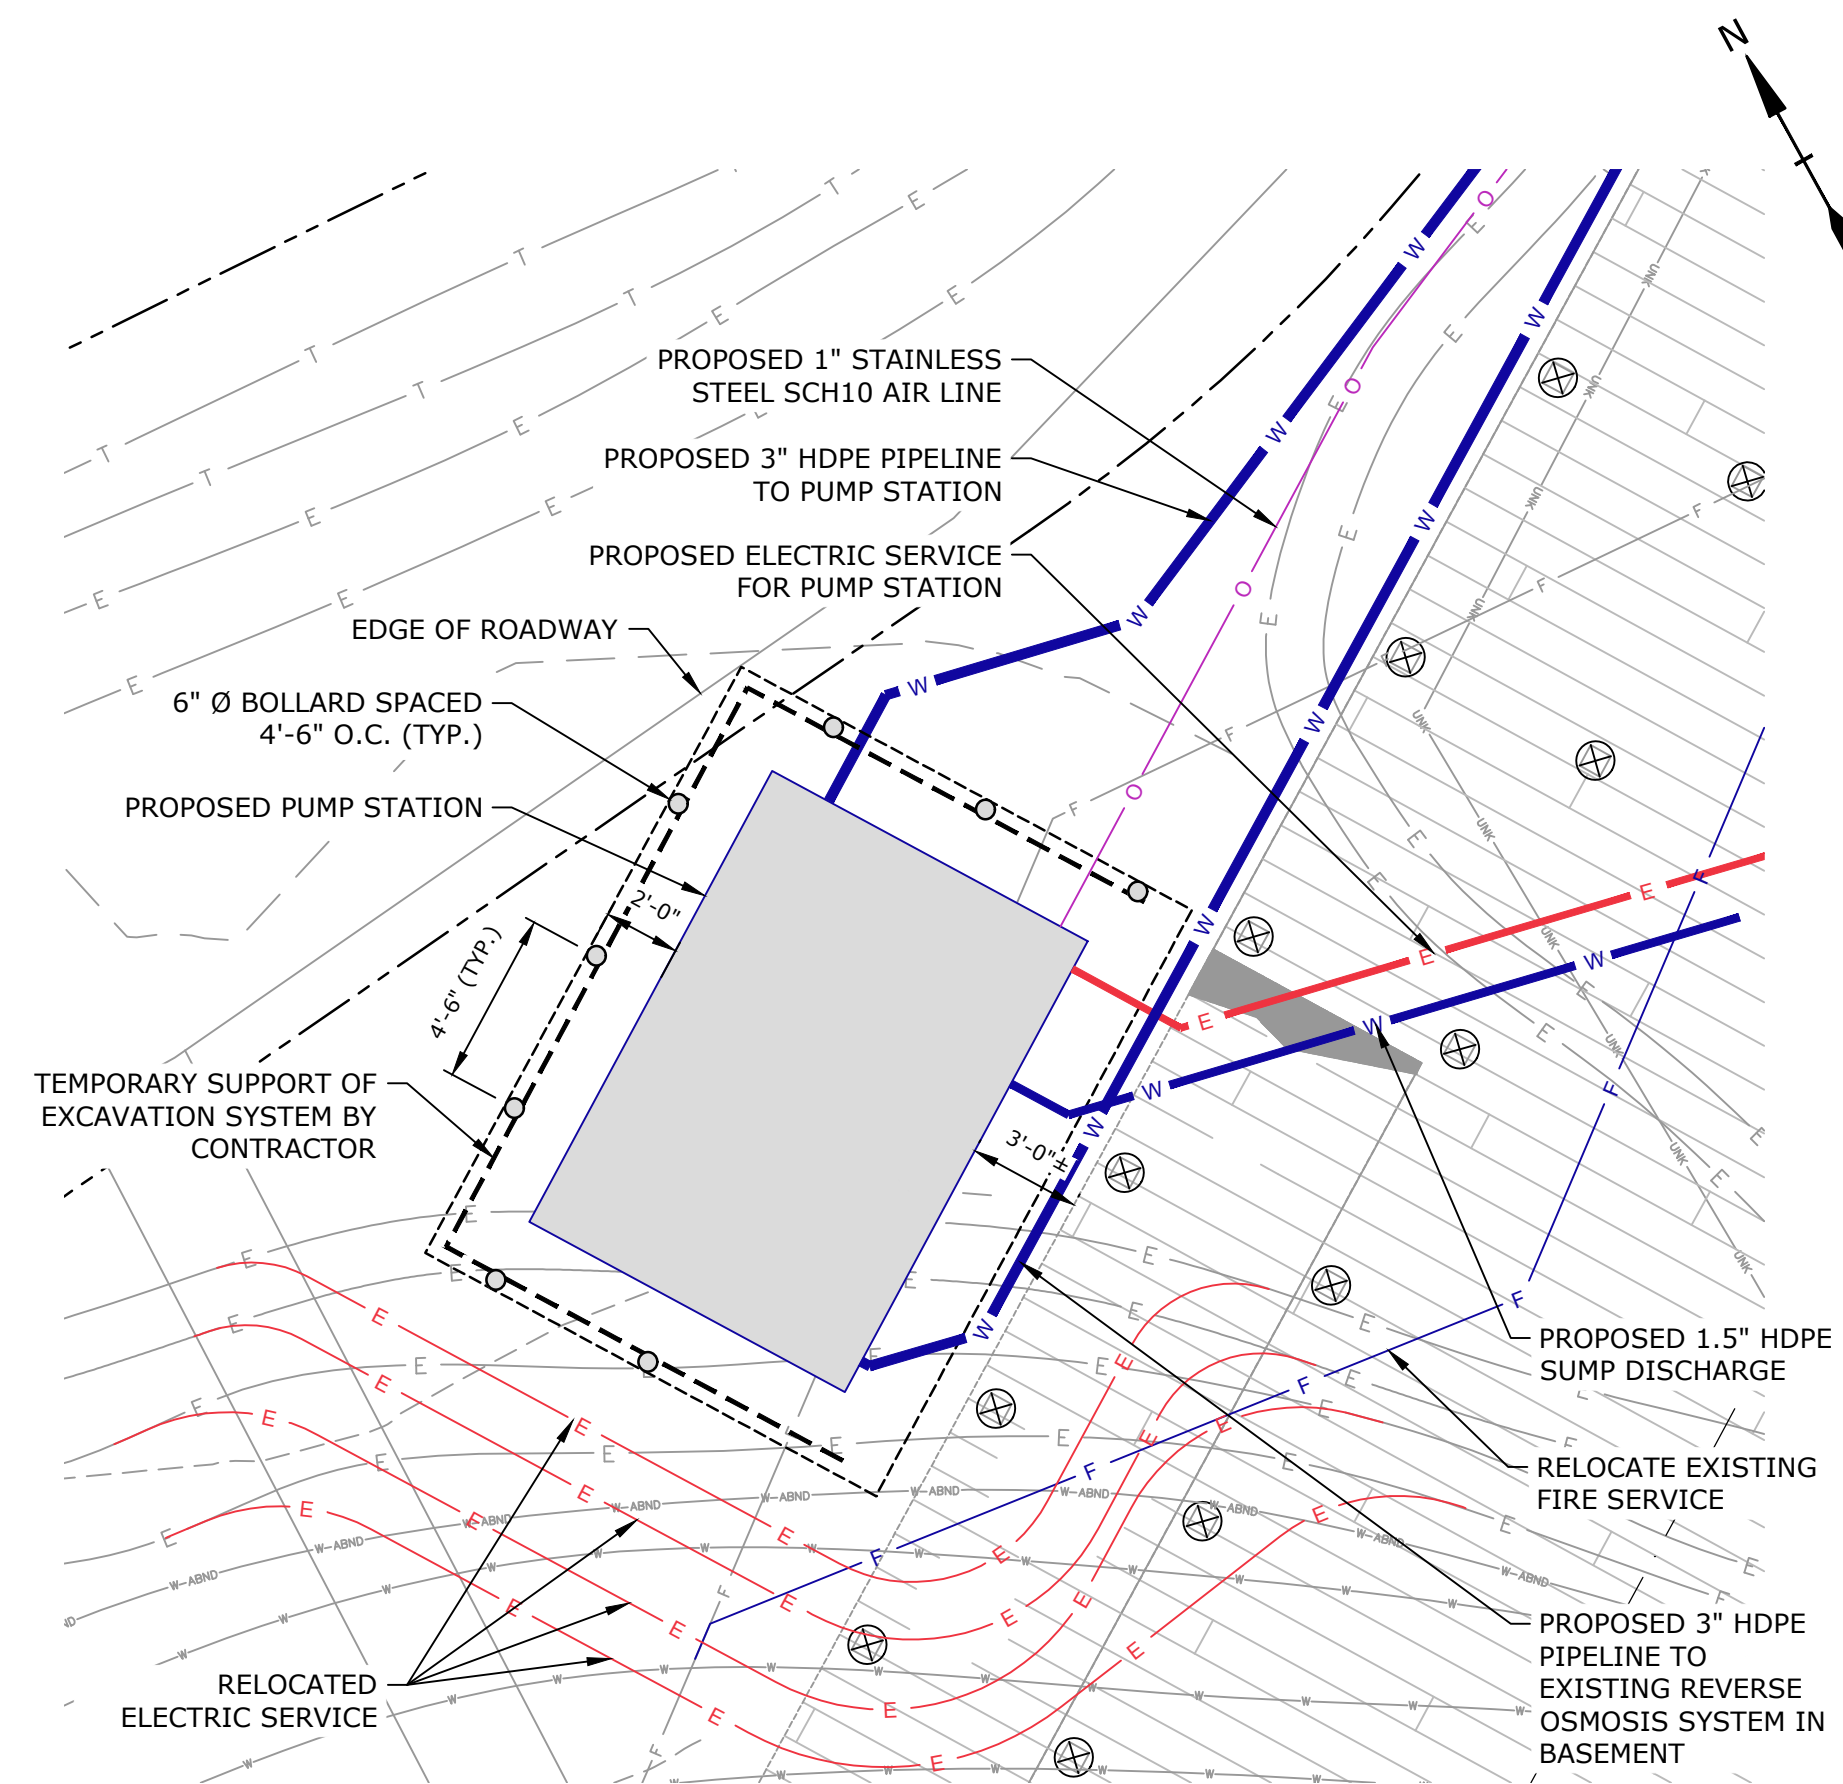 N
PROPOSED 1" STAINLESS
STEEL SCH10 AIR LINE
PROPOSED 3" HDPE PIPELINE
TO PUMP STATION
PROPOSED ELECTRIC SERVICE
FOR PUMP STATION
EDGE OF ROADWAY
6" Ø BOLLARD SPACED
4'-6" O.C. (TYP.)
PROPOSED PUMP STATION
2'-0"
4'-6" (TYP.)
TEMPORARY SUPPORT OF
EXCAVATION SYSTEM BY
CONTRACTOR
3'-0"±
PROPOSED 1.5" HDPE
SUMP DISCHARGE
RELOCATE EXISTING
FIRE SERVICE
PROPOSED 3" HDPE
PIPELINE TO
EXISTING REVERSE
OSMOSIS SYSTEM IN
BASEMENT
RELOCATED
ELECTRIC SERVICE
T
E
W
O
F
UNK
W-ABND